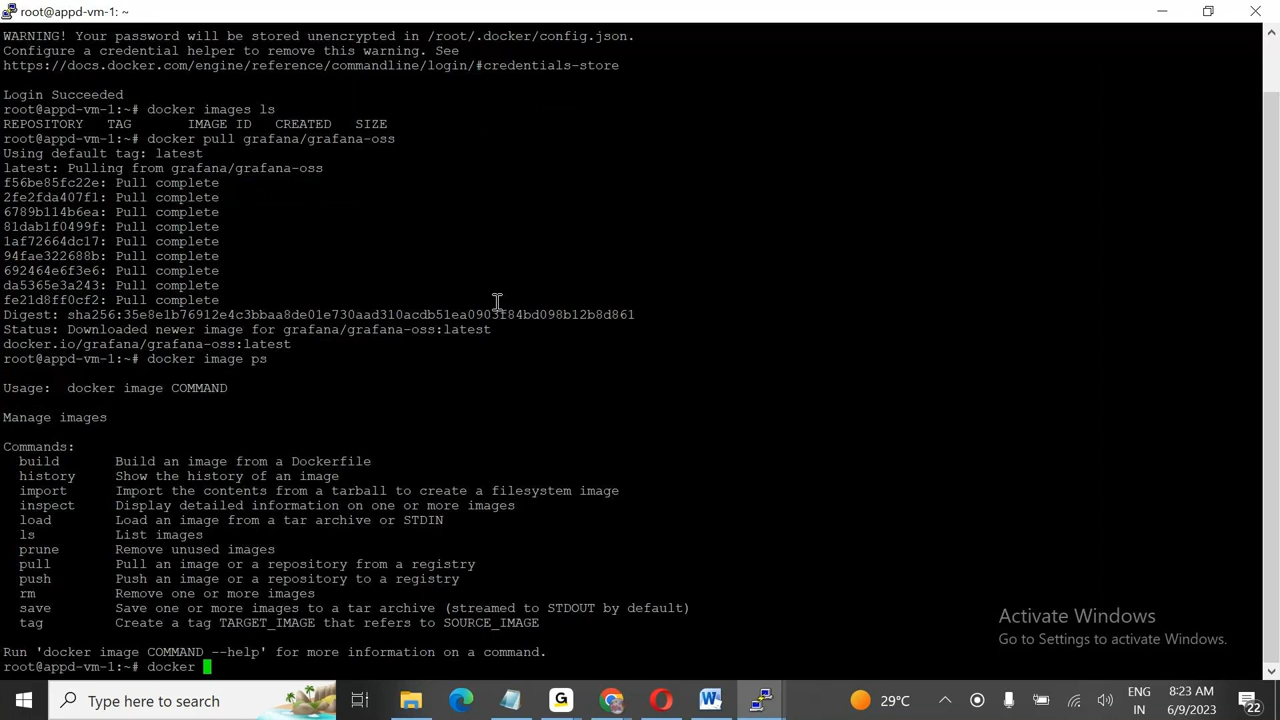 root@appd-vm-1: ~
WARNING! Your password will be stored unencrypted in /root/.docker/config.json.
Configure a credential helper to remove this warning. See
https://docs.docker.com/engine/reference/commandline/login/#credentials-store
Login Succeeded
root@appd-vm-1:~# docker images ls
REPOSITORY   TAG       IMAGE ID   CREATED   SIZE
root@appd-vm-1:~# docker pull grafana/grafana-oss
Using default tag: latest
latest: Pulling from grafana/grafana-oss
f56be85fc22e: Pull complete
2fe2fda407f1: Pull complete
6789b114b6ea: Pull complete
81dab1f0499f: Pull complete
1af72664dc17: Pull complete
94fae322688b: Pull complete
692464e6f3e6: Pull complete
da5365e3a243: Pull complete
fe21d8ff0cf2: Pull complete
Digest: sha256:35e8e1b76912e4c3bbaa8de01e730aad310acdb51ea0903f84bd098b12b8d861
Status: Downloaded newer image for grafana/grafana-oss:latest
docker.io/grafana/grafana-oss:latest
root@appd-vm-1:~# docker image ps
Usage:  docker image COMMAND
Manage images
Commands:
  build       Build an image from a Dockerfile
  history     Show the history of an image
  import      Import the contents from a tarball to create a filesystem image
  inspect     Display detailed information on one or more images
  load        Load an image from a tar archive or STDIN
  ls          List images
  prune       Remove unused images
  pull        Pull an image or a repository from a registry
  push        Push an image or a repository to a registry
  rm          Remove one or more images
  save        Save one or more images to a tar archive (streamed to STDOUT by default)
  tag         Create a tag TARGET_IMAGE that refers to SOURCE_IMAGE
Run 'docker image COMMAND --help' for more information on a command.
root@appd-vm-1:~# docker
Activate Windows
Go to Settings to activate Windows.
Type here to search
G
W
29°C
ENG
IN
8:23 AM
6/9/2023
22